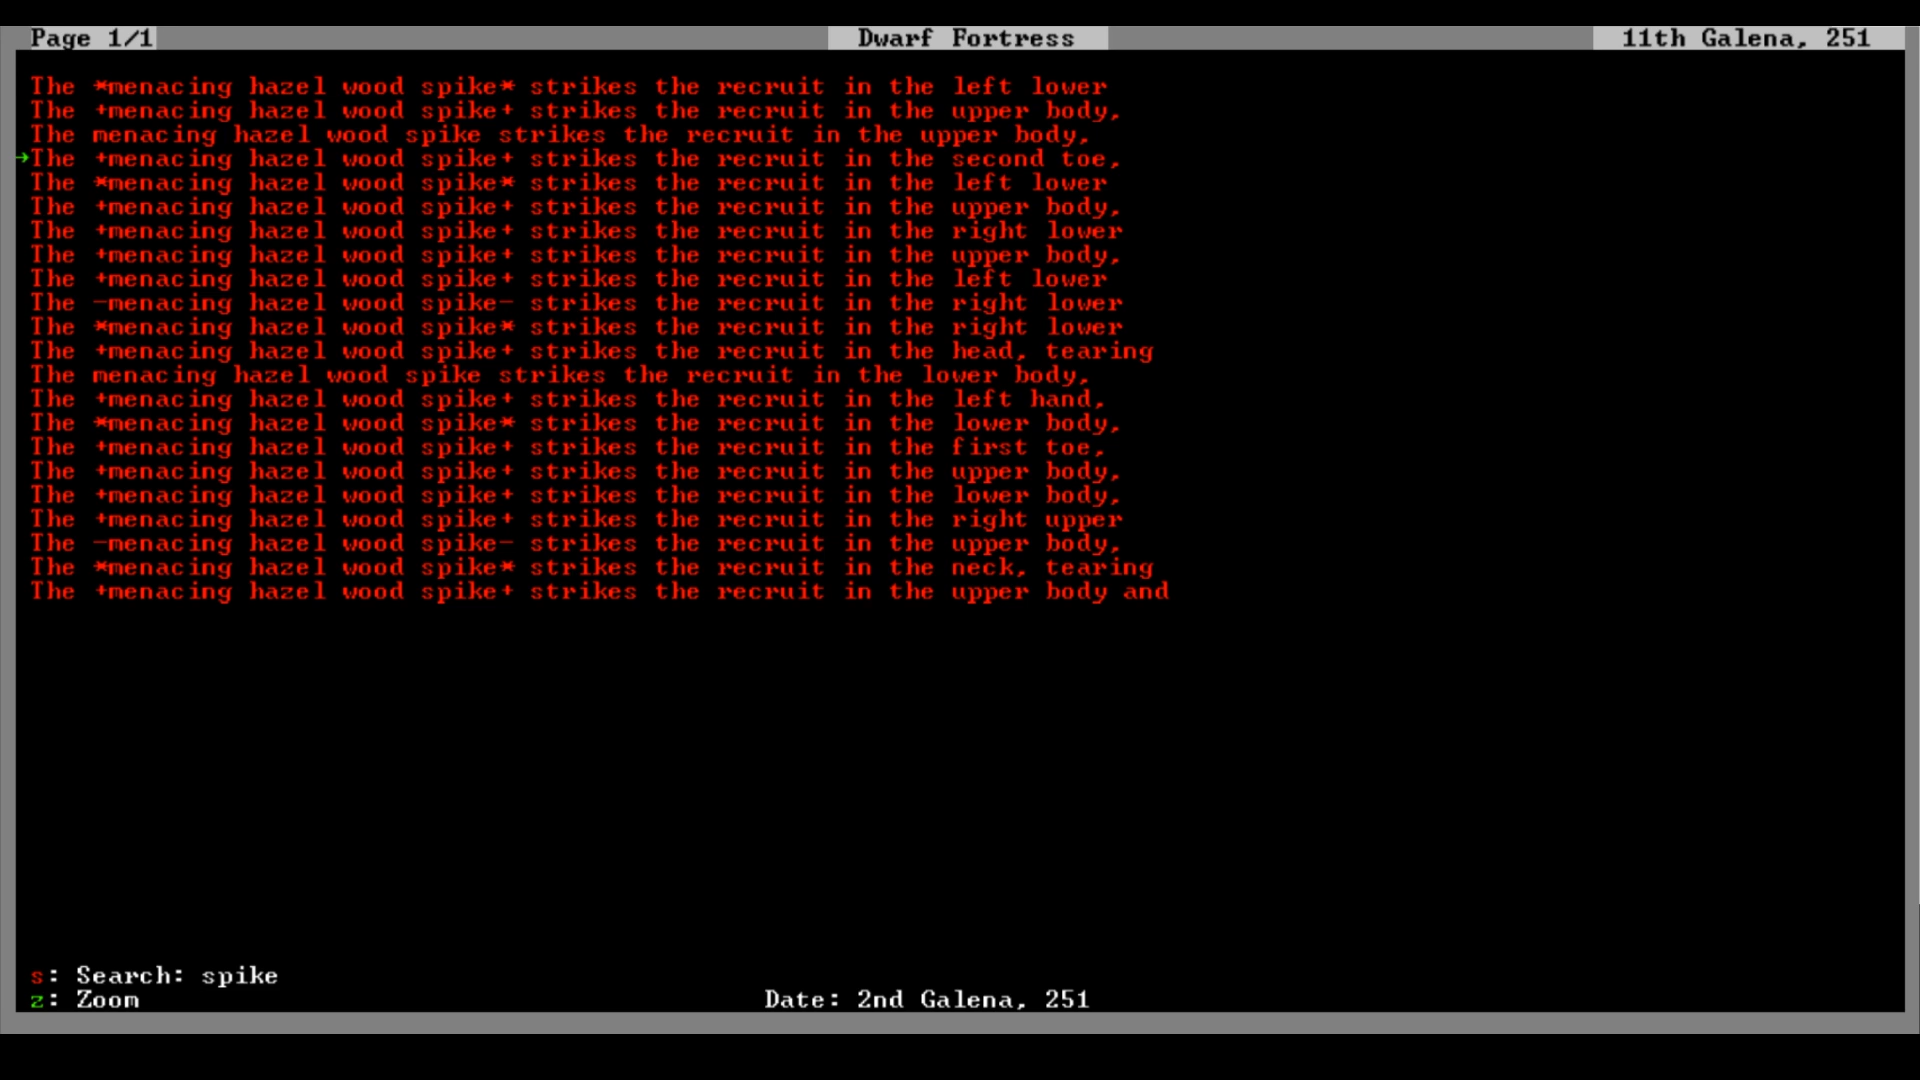 Page 1/1 Dwarf Fortress 11th Galena, 251
The *menacing hazel wood spike* strikes the recruit in the left lower
The +menacing hazel wood spike+ strikes the recruit in the upper body,
The menacing hazel wood spike strikes the recruit in the upper body,
→The +menacing hazel wood spike+ strikes the recruit in the second toe,
The *menacing hazel wood spike* strikes the recruit in the left lower
The +menacing hazel wood spike+ strikes the recruit in the upper body,
The +menacing hazel wood spike+ strikes the recruit in the right lower
The +menacing hazel wood spike+ strikes the recruit in the upper body,
The +menacing hazel wood spike+ strikes the recruit in the left lower
The -menacing hazel wood spike- strikes the recruit in the right lower
The *menacing hazel wood spike* strikes the recruit in the right lower
The +menacing hazel wood spike+ strikes the recruit in the head, tearing
The menacing hazel wood spike strikes the recruit in the lower body,
The +menacing hazel wood spike+ strikes the recruit in the left hand,
The *menacing hazel wood spike* strikes the recruit in the lower body,
The +menacing hazel wood spike+ strikes the recruit in the first toe,
The +menacing hazel wood spike+ strikes the recruit in the upper body,
The +menacing hazel wood spike+ strikes the recruit in the lower body,
The +menacing hazel wood spike+ strikes the recruit in the right upper
The -menacing hazel wood spike- strikes the recruit in the upper body,
The *menacing hazel wood spike* strikes the recruit in the neck, tearing
The +menacing hazel wood spike+ strikes the recruit in the upper body and
s: Search: spike
z: Zoom Date: 2nd Galena, 251